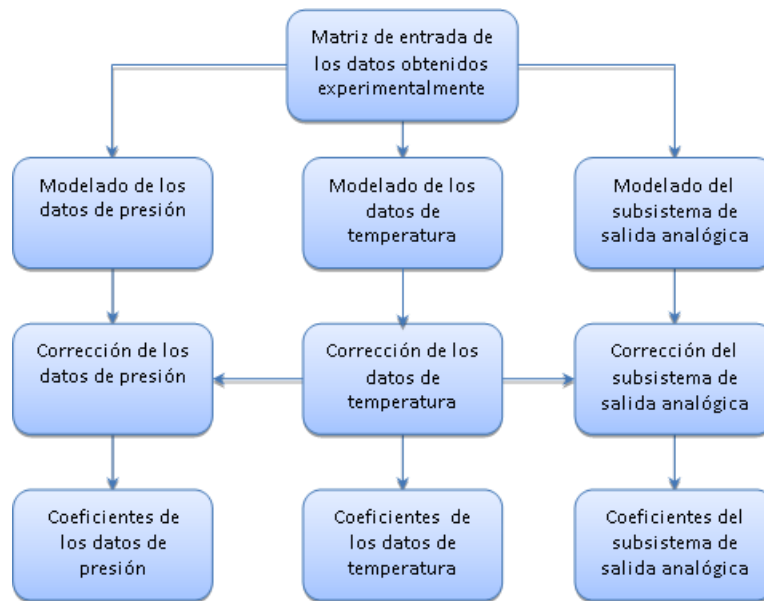 Matriz de entrada de
los datos obtenidos
experimentalmente
Modelado de los
datos de presión
Modelado de los
datos de
temperatura
Modelado del
subsistema de
salida analógica
Corrección de los
datos de presión
Corrección de los
datos de
temperatura
Corrección del
subsistema de
salida analógica
Coeficientes de
los datos de
presión
Coeficientes de
los datos de
temperatura
Coeficientes del
subsistema de
salida analógica